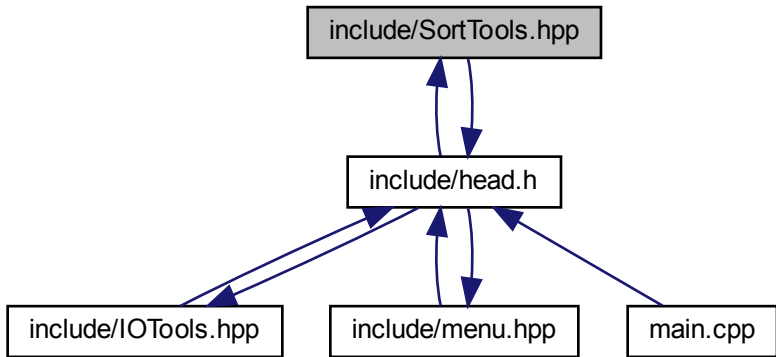 include/SortTools.hpp
include/head.h
include/IOTools.hpp
include/menu.hpp
main.cpp